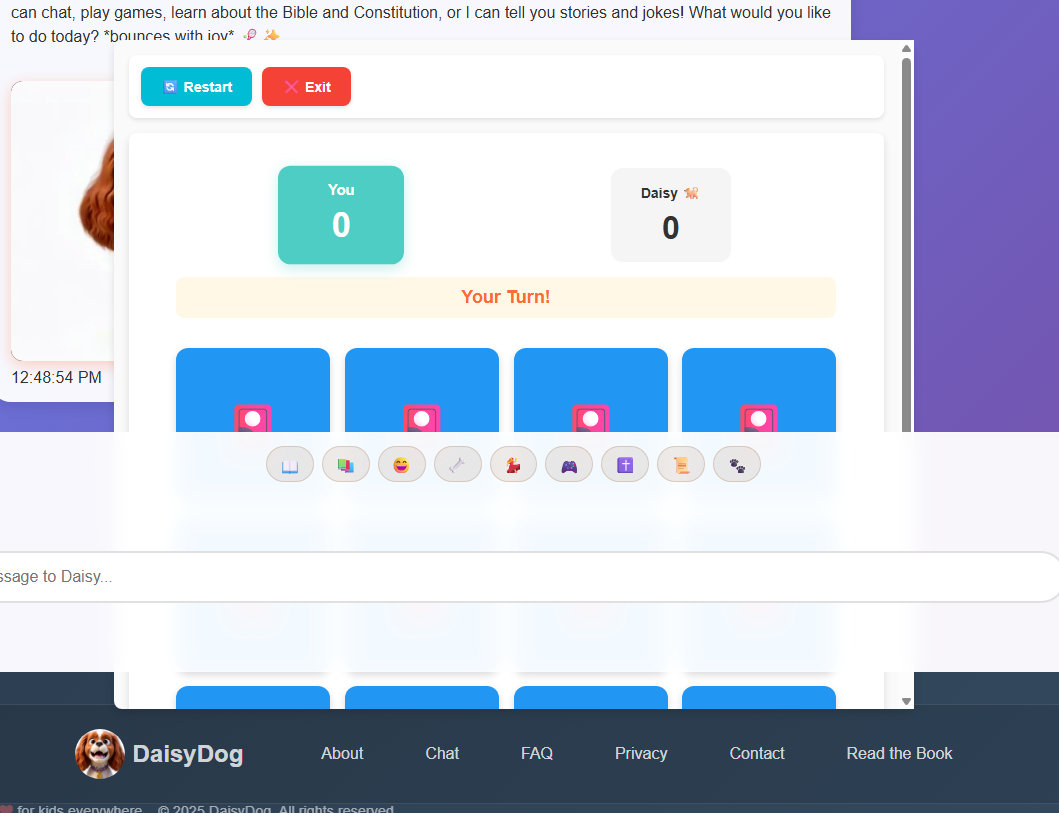 can chat, play games, learn about the Bible and Constitution, or I can tell you stories and jokes! What would you like
to do today? *bounces with joy* 🎾 ✨
🔄 Restart
❌ Exit
You
0
Daisy 🐕
0
Your Turn!
12:48:54 PM
ssage to Daisy...
DaisyDog
About
Chat
FAQ
Privacy
Contact
Read the Book
for kids everywhere © 2025 DaisyDog. All rights reserved.